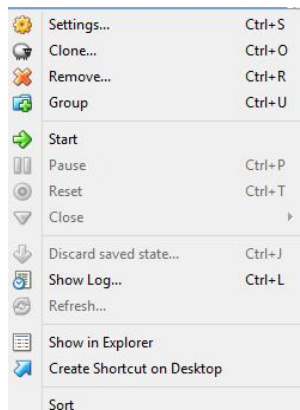 Settings... Ctrl+S
Clone... Ctrl+O
Remove... Ctrl+R
Group Ctrl+U
Start
Pause Ctrl+P
Reset Ctrl+T
Close
Discard saved state... Ctrl+J
Show Log... Ctrl+L
Refresh...
Show in Explorer
Create Shortcut on Desktop
Sort